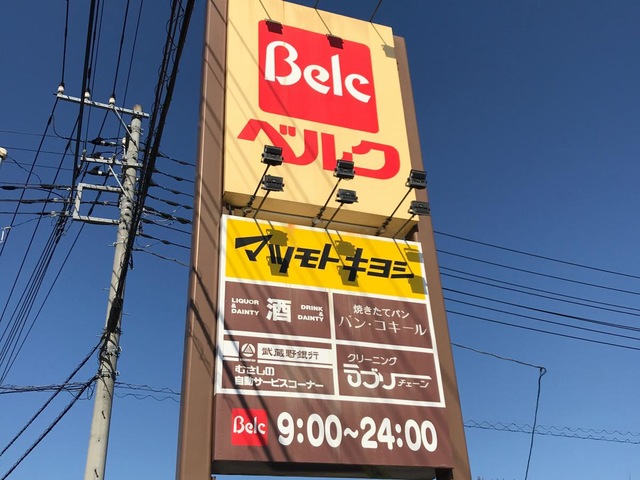 Belc
ベルク
マツモトキヨシ
LIQUOR & DAINTY 酒 DRINK & DAINTY
焼きたてパン
パン・コキール
武蔵野銀行
むさしの
自動サービスコーナー
クリーニング
ラブリーチェーン
Belc 9:00~24:00